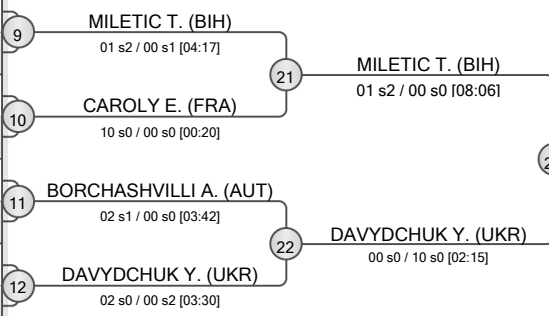 9
MILETIC T. (BIH)
01 s2 / 00 s1 [04:17]
21
MILETIC T. (BIH)
01 s2 / 00 s0 [08:06]
10
CAROLY E. (FRA)
10 s0 / 00 s0 [00:20]
11
BORCHASHVILLI A. (AUT)
02 s1 / 00 s0 [03:42]
22
DAVYDCHUK Y. (UKR)
00 s0 / 10 s0 [02:15]
12
DAVYDCHUK Y. (UKR)
02 s0 / 00 s2 [03:30]